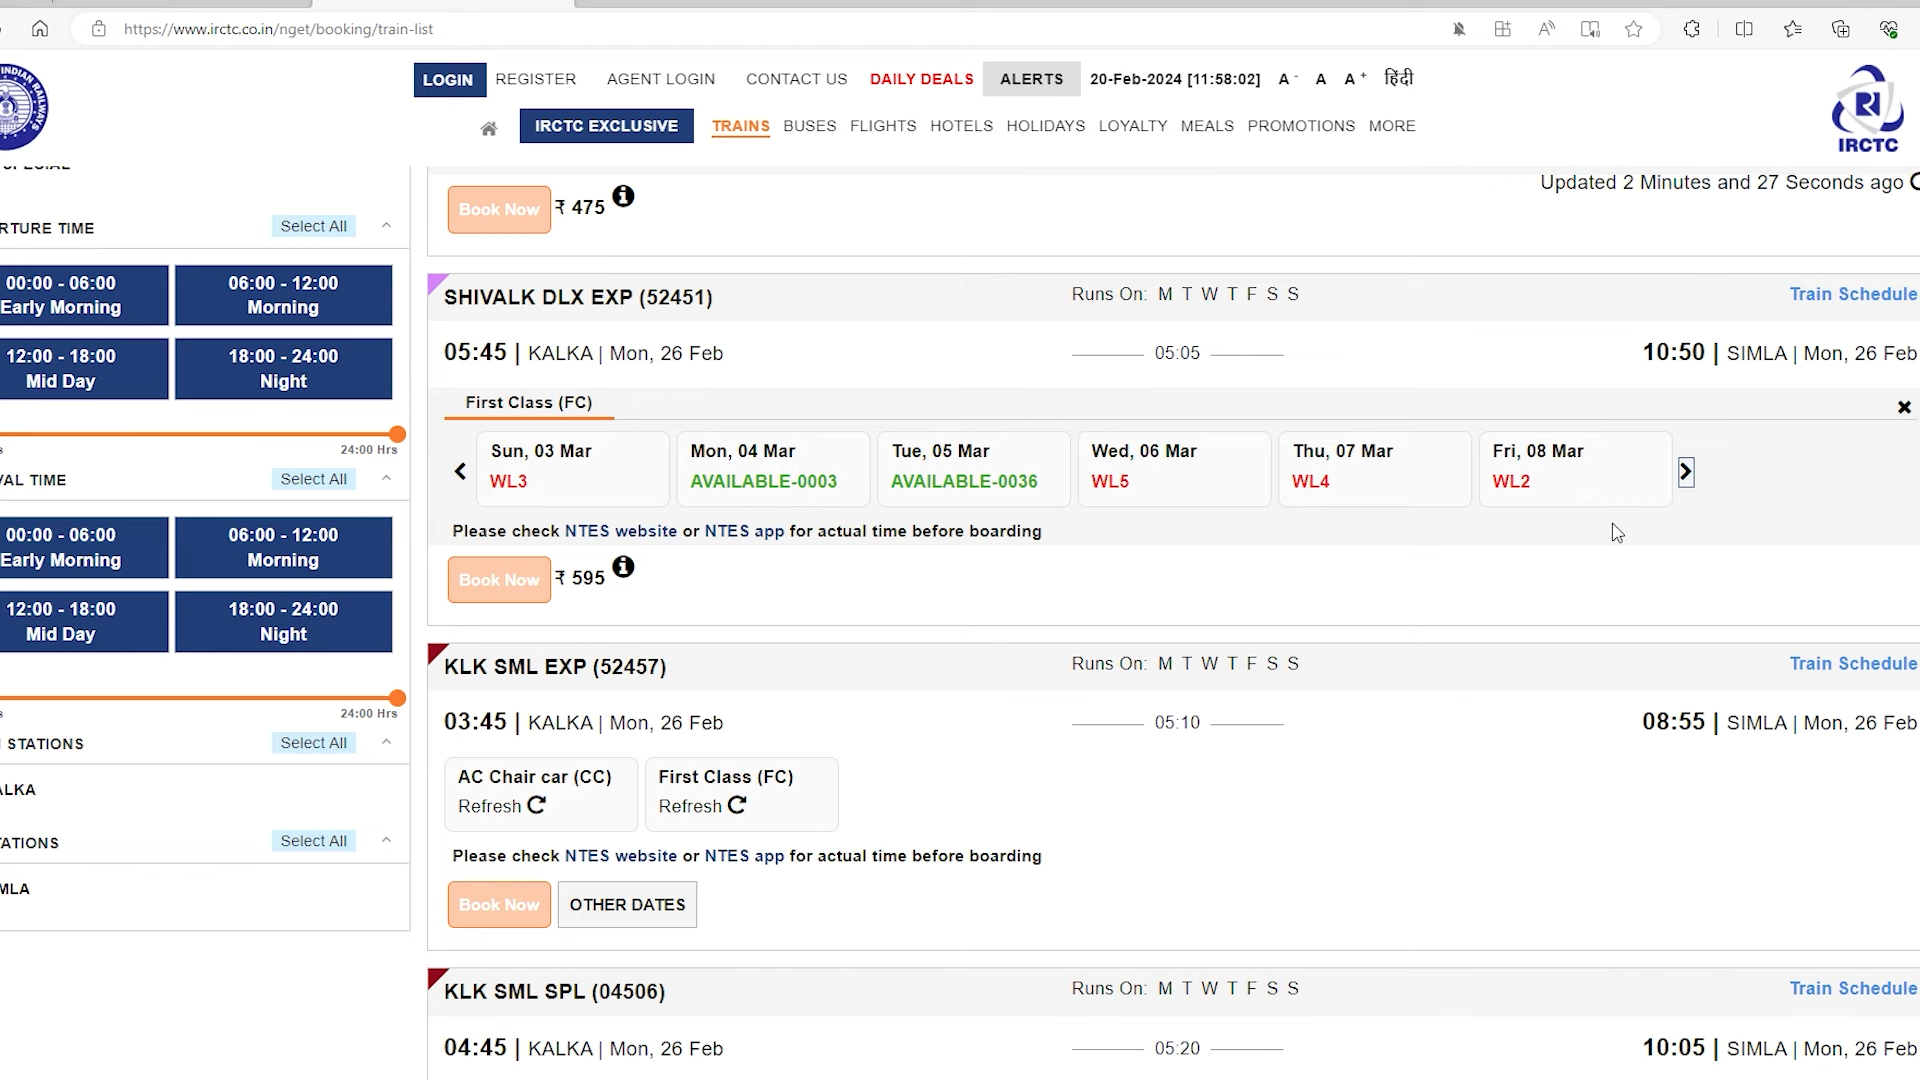 https://www.irctc.co.in/nget/booking/train-list
LOGIN REGISTER AGENT LOGIN CONTACT US DAILY DEALS ALERTS 20-Feb-2024 [11:58:02] A- A A+ हिंदी
INDIAN RAILWAYS
IRCTC EXCLUSIVE TRAINS BUSES FLIGHTS HOTELS HOLIDAYS LOYALTY MEALS PROMOTIONS MORE
IRCTC
RTURE TIME Select All
00:00 - 06:00 Early Morning
06:00 - 12:00 Morning
12:00 - 18:00 Mid Day
18:00 - 24:00 Night
24:00 Hrs
VAL TIME Select All
00:00 - 06:00 Early Morning
06:00 - 12:00 Morning
12:00 - 18:00 Mid Day
18:00 - 24:00 Night
24:00 Hrs
STATIONS Select All
ALKA
TATIONS Select All
MLA
Updated 2 Minutes and 27 Seconds ago
Book Now ₹ 475
SHIVALK DLX EXP (52451) Runs On: M T W T F S S Train Schedule
05:45 | KALKA | Mon, 26 Feb 05:05 10:50 | SIMLA | Mon, 26 Feb
First Class (FC)
Sun, 03 Mar Mon, 04 Mar Tue, 05 Mar Wed, 06 Mar Thu, 07 Mar Fri, 08 Mar
WL3 AVAILABLE-0003 AVAILABLE-0036 WL5 WL4 WL2
Please check NTES website or NTES app for actual time before boarding
Book Now ₹ 595
KLK SML EXP (52457) Runs On: M T W T F S S Train Schedule
03:45 | KALKA | Mon, 26 Feb 05:10 08:55 | SIMLA | Mon, 26 Feb
AC Chair car (CC) First Class (FC)
Refresh Refresh
Please check NTES website or NTES app for actual time before boarding
Book Now OTHER DATES
KLK SML SPL (04506) Runs On: M T W T F S S Train Schedule
04:45 | KALKA | Mon, 26 Feb 05:20 10:05 | SIMLA | Mon, 26 Feb